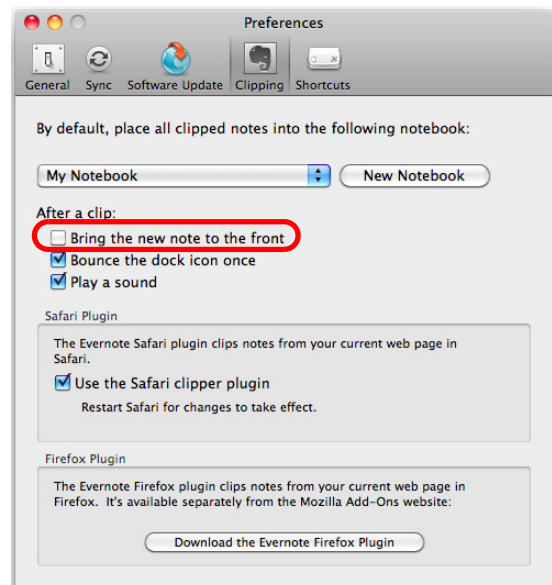 Preferences
General Sync Software Update Clipping Shortcuts
By default, place all clipped notes into the following notebook:
My Notebook New Notebook
After a clip:
Bring the new note to the front
Bounce the dock icon once
Play a sound
Safari Plugin
The Evernote Safari plugin clips notes from your current web page in
Safari.
Use the Safari clipper plugin
Restart Safari for changes to take effect.
Firefox Plugin
The Evernote Firefox plugin clips notes from your current web page in
Firefox. It's available separately from the Mozilla Add-Ons website:
Download the Evernote Firefox Plugin